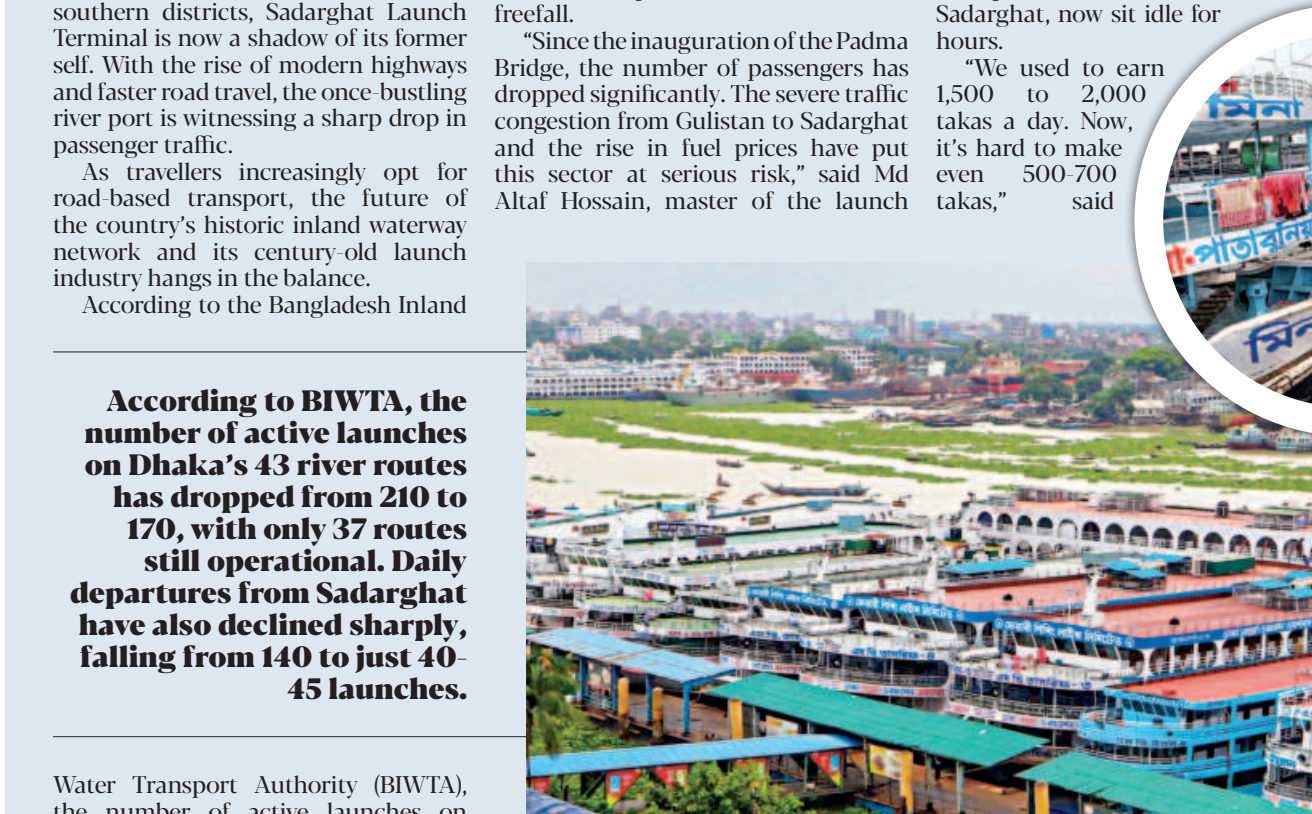 southern districts, Sadarghat Launch
Terminal is now a shadow of its former
self. With the rise of modern highways
and faster road travel, the once-bustling
river port is witnessing a sharp drop in
passenger traffic.
As travellers increasingly opt for
road-based transport, the future of
the country's historic inland waterway
network and its century-old launch
industry hangs in the balance.
According to the Bangladesh Inland
According to BIWTA, the
number of active launches
on Dhaka's 43 river routes
has dropped from 210 to
170, with only 37 routes
still operational. Daily
departures from Sadarghat
have also declined sharply,
falling from 140 to just 40-
45 launches.
Water Transport Authority (BIWTA),
the number of active launches on
freefall.
"Since the inauguration of the Padma
Bridge, the number of passengers has
dropped significantly. The severe traffic
congestion from Gulistan to Sadarghat
and the rise in fuel prices have put
this sector at serious risk," said Md
Altaf Hossain, master of the launch
Sadarghat, now sit idle for
hours.
"We used to earn
1,500 to 2,000
takas a day. Now,
it's hard to make
even 500-700
takas," said
মিনা